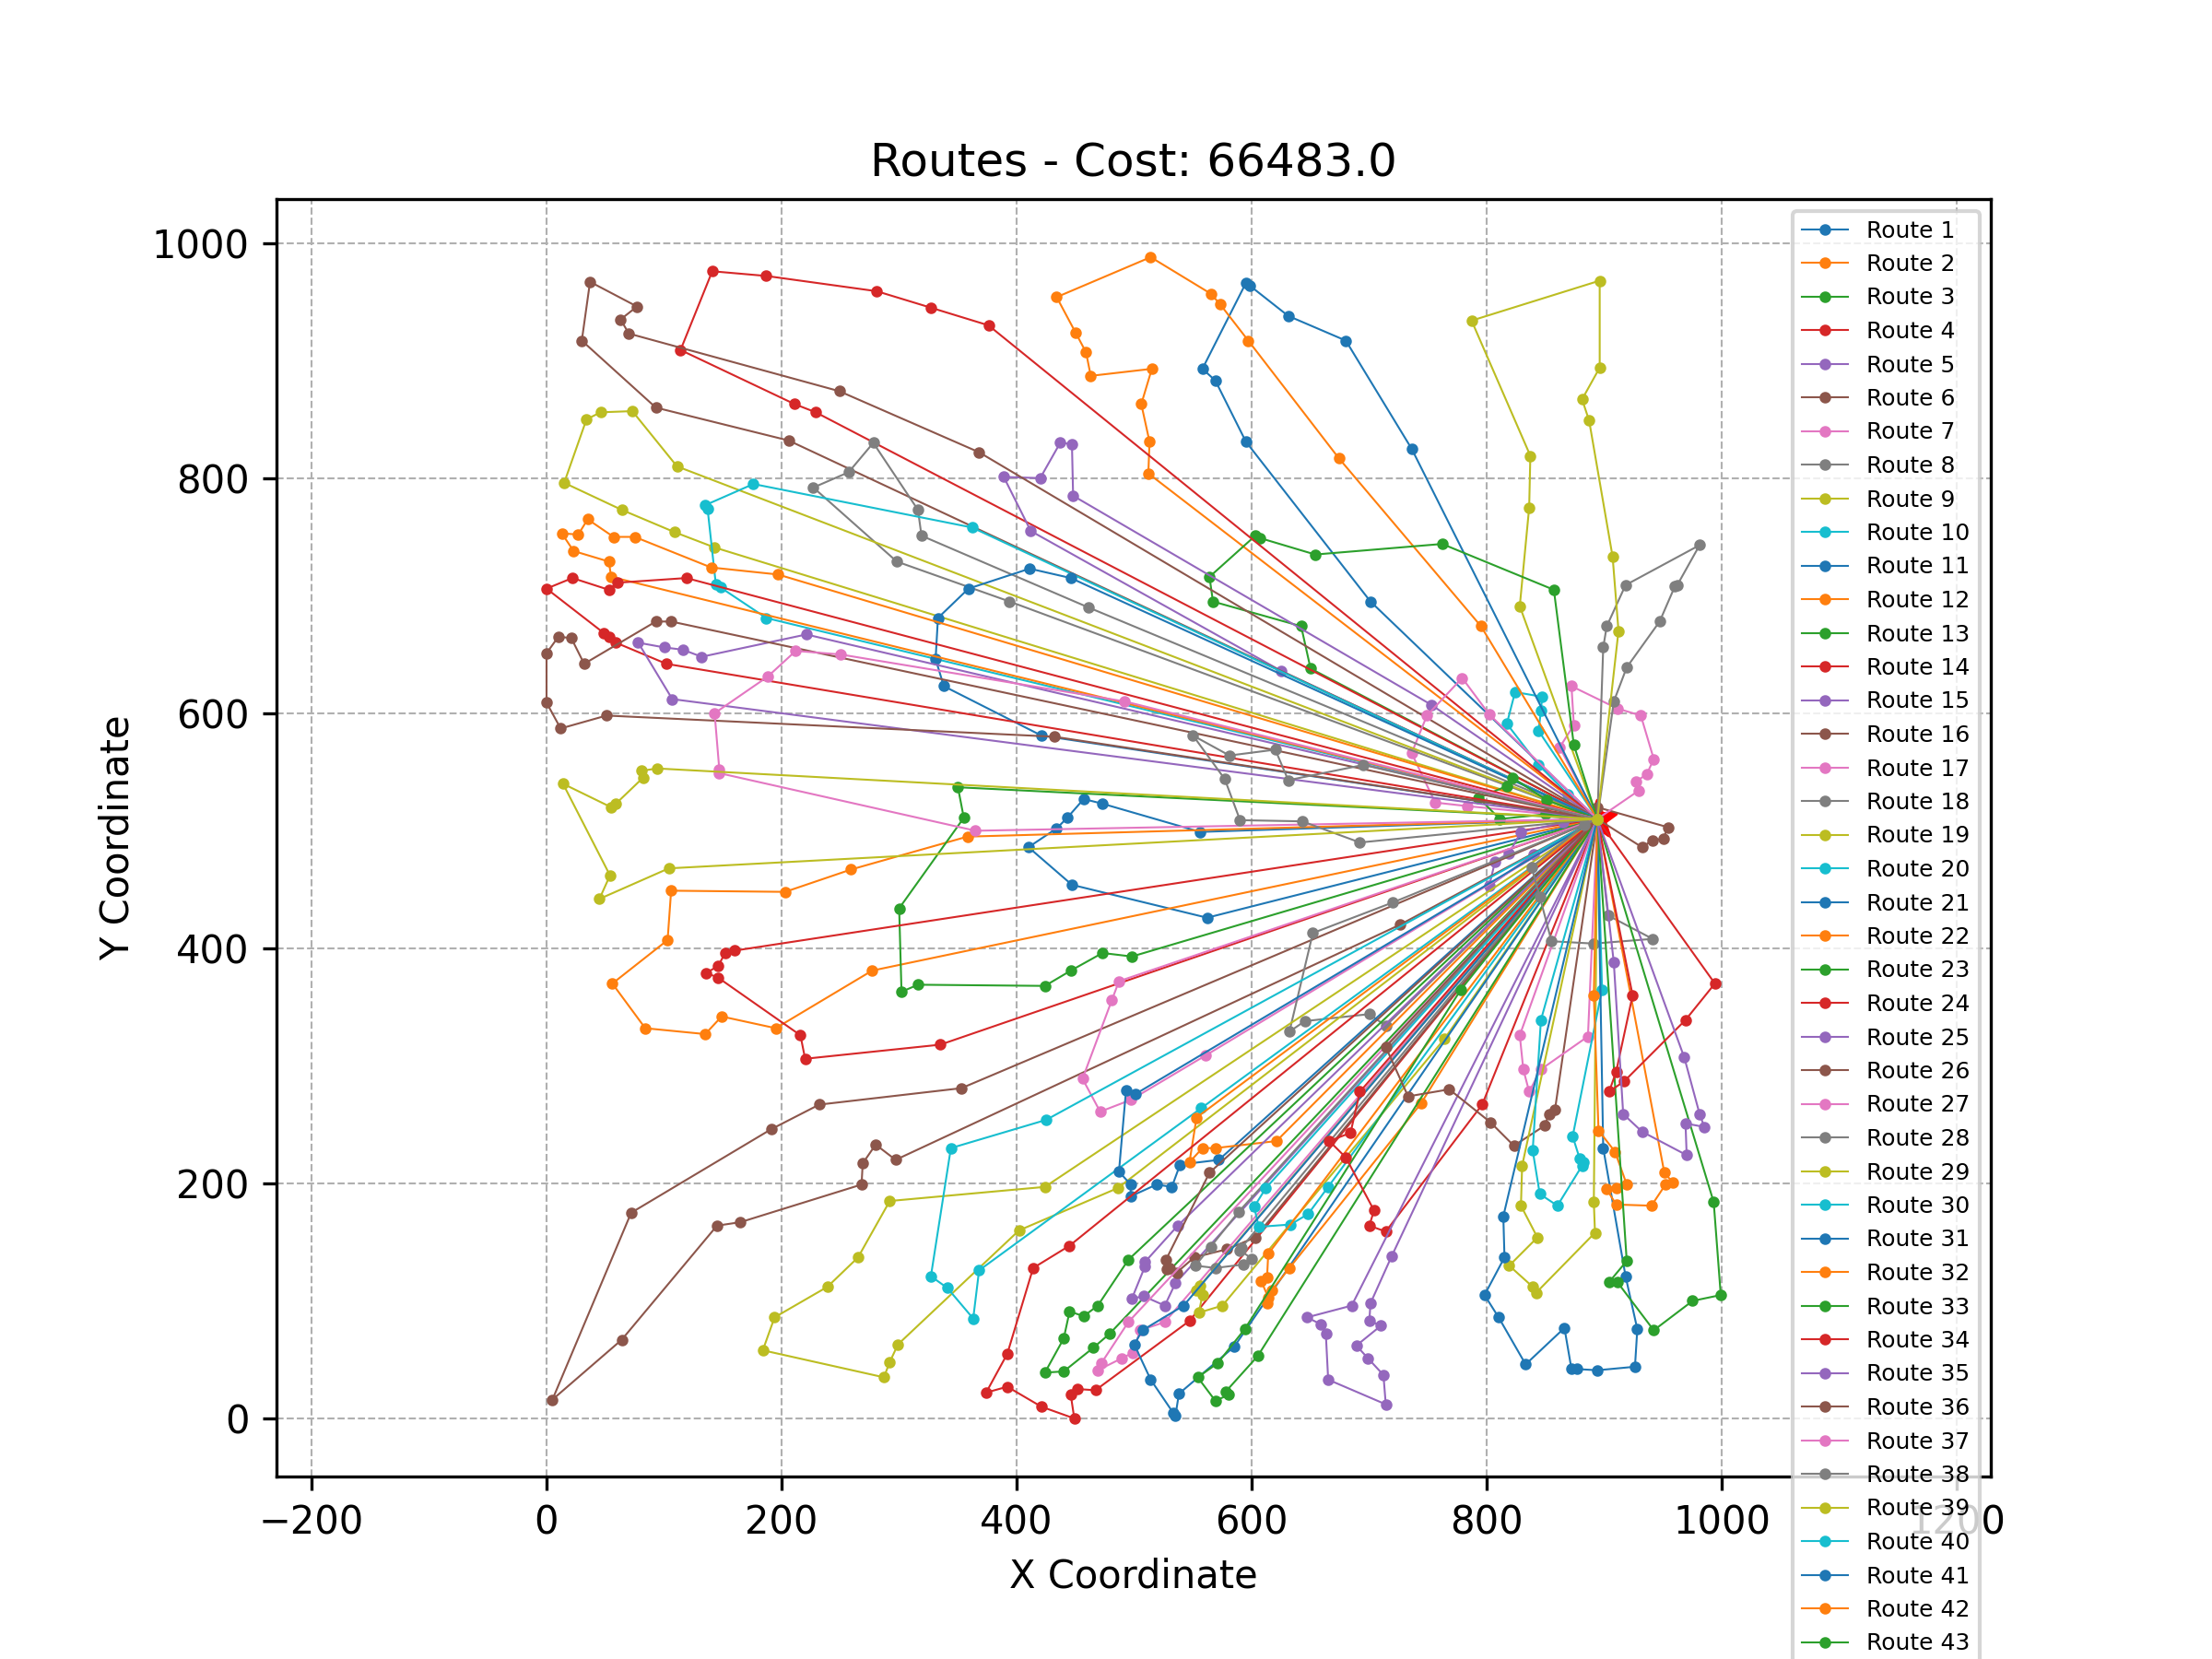 Routes - Cost: 66483.0
1000
800
600
400
200
0
Y Coordinate
−200
0
200
400
600
800
1000
1200
X Coordinate
Route 1
Route 2
Route 3
Route 4
Route 5
Route 6
Route 7
Route 8
Route 9
Route 10
Route 11
Route 12
Route 13
Route 14
Route 15
Route 16
Route 17
Route 18
Route 19
Route 20
Route 21
Route 22
Route 23
Route 24
Route 25
Route 26
Route 27
Route 28
Route 29
Route 30
Route 31
Route 32
Route 33
Route 34
Route 35
Route 36
Route 37
Route 38
Route 39
Route 40
Route 41
Route 42
Route 43